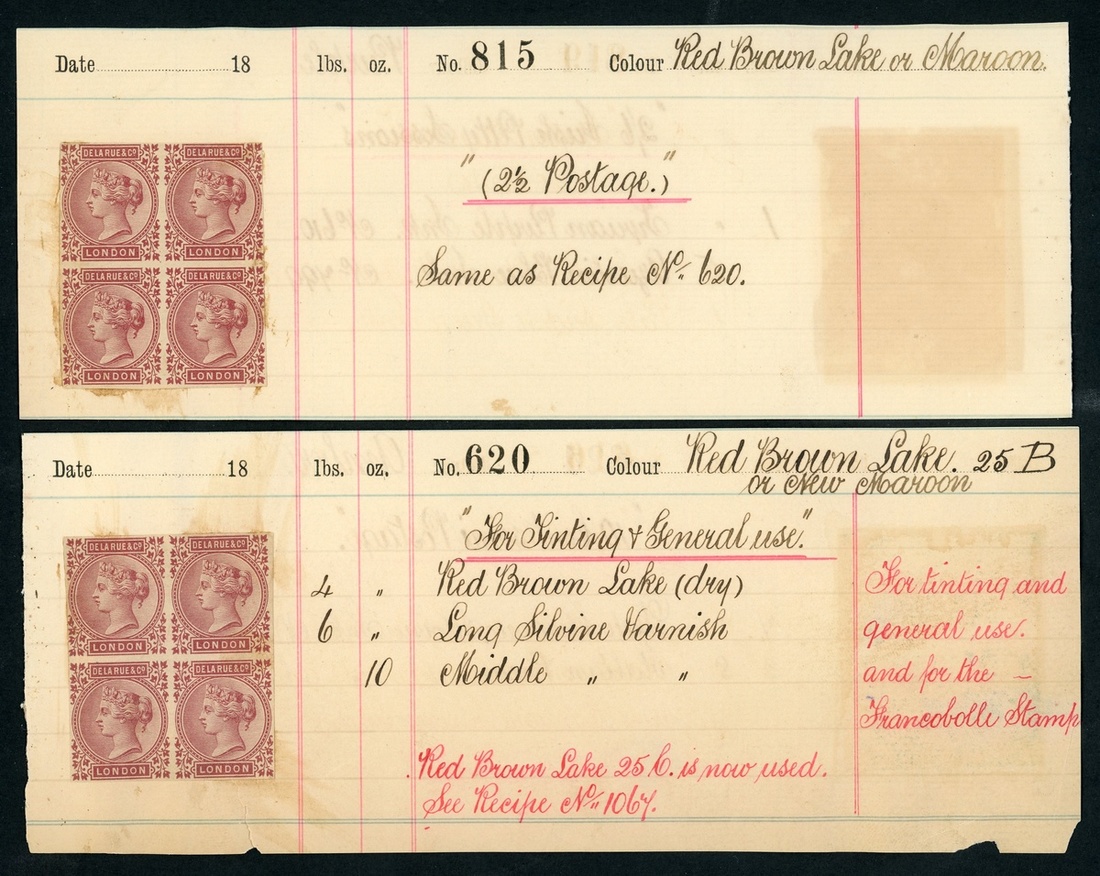 Date 18 lbs. oz. No. 815 Colour Red Brown Lake or Maroon.
DE LA RUE & Cº DE LA RUE & Cº
"(2½ Postage.)"
LONDON LONDON
Same as Recipe Nº 620.
DE LA RUE & Cº DE LA RUE & Cº
LONDON LONDON
Date 18 lbs. oz. No. 620 Colour Red Brown Lake. 25 B
or New Maroon
"For Tinting & General use".
DE LA RUE & Cº DE LA RUE & Cº
4 " Red Brown Lake (dry)
6 " Long Silvine Varnish
10 Middle " "
LONDON LONDON
DE LA RUE & Cº DE LA RUE & Cº
LONDON LONDON
For tinting and
general use.
and for the —
Francobolli Stamp
Red Brown Lake 25 B. is now used.
See Recipe Nº 1067.